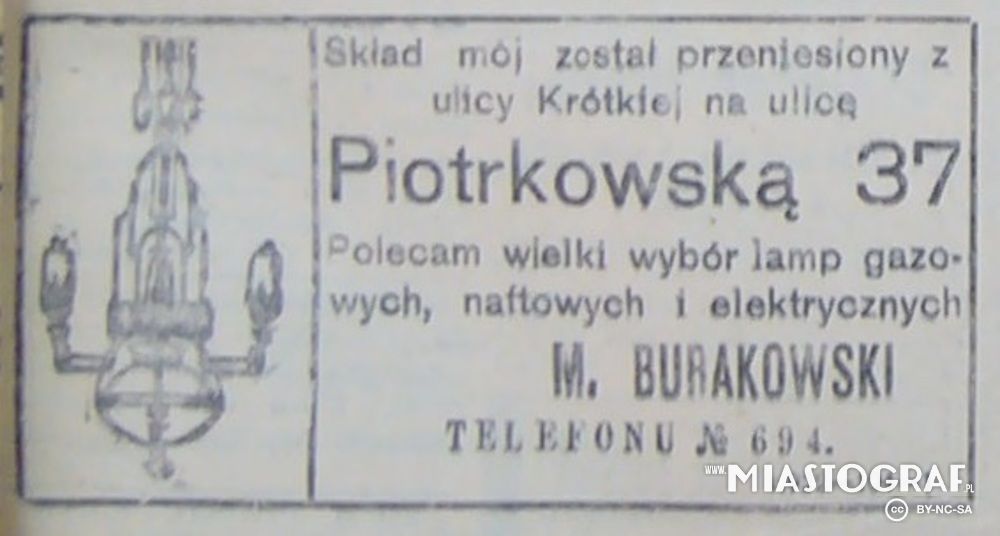 Skład mój został przeniesiony z
ulicy Krótkiej na ulicę
Piotrkowską 37
Polecam wielki wybór lamp gazo-
wych, naftowych i elektrycznych
M. BURAKOWSKI
TELEFONU № 694.
www.MIASTOGRAF.PL
cc BY-NC-SA